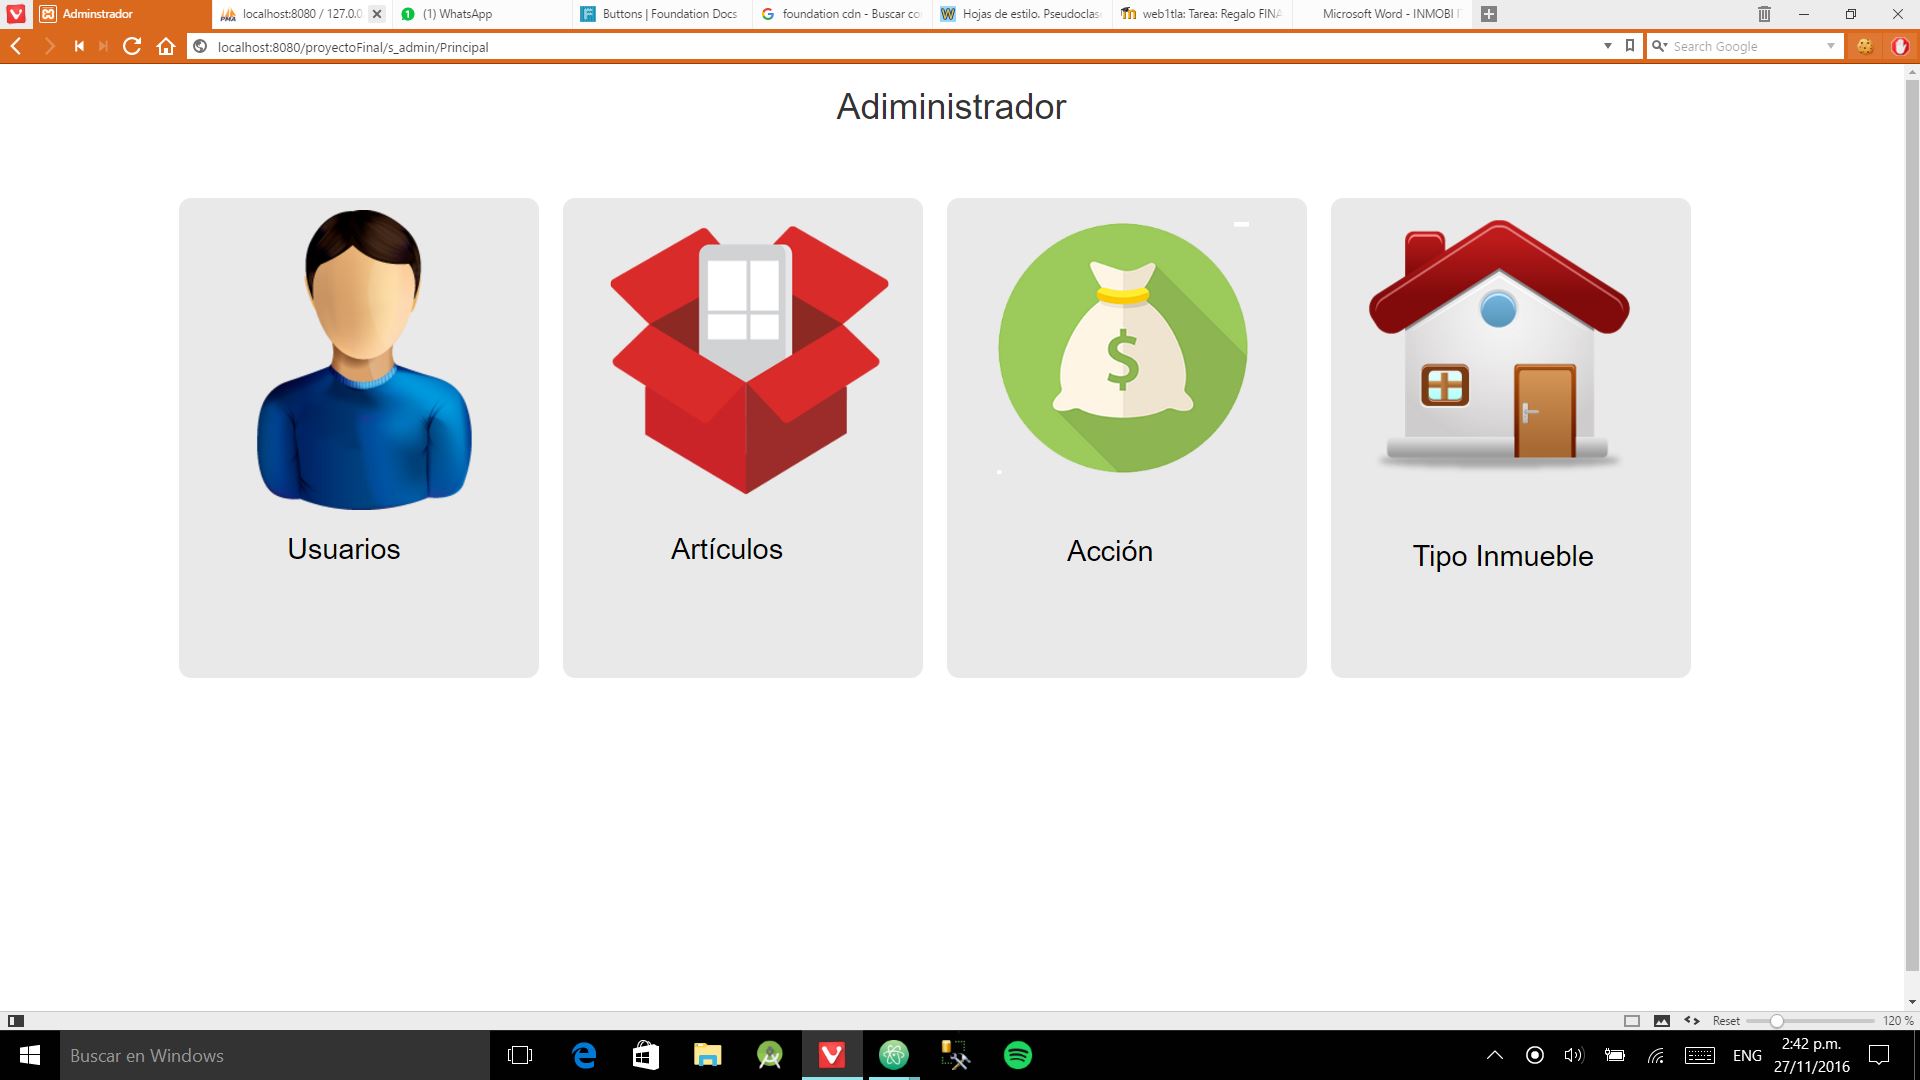 Adminstrador
localhost:8080 / 127.0.0
(1) WhatsApp
Buttons | Foundation Docs
foundation cdn - Buscar co
Hojas de estilo. Pseudoclas
web1tla: Tarea: Regalo FINA
Microsoft Word - INMOBI
localhost:8080/proyectoFinal/s_admin/Principal
Search Google
Adiministrador
$
Usuarios
Artículos
Acción
Tipo Inmueble
Reset
120 %
Buscar en Windows
ENG
2:42 p.m.
27/11/2016